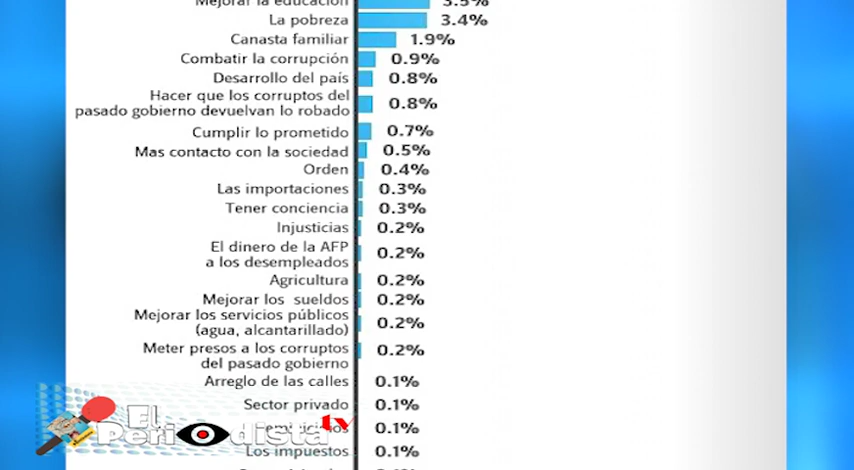 Mejorar la educación 3.5%
La pobreza 3.4%
Canasta familiar 1.9%
Combatir la corrupción 0.9%
Desarrollo del país 0.8%
Hacer que los corruptos del
pasado gobierno devuelvan lo robado 0.8%
Cumplir lo prometido 0.7%
Mas contacto con la sociedad 0.5%
Orden 0.4%
Las importaciones 0.3%
Tener conciencia 0.3%
Injusticias 0.2%
El dinero de la AFP
a los desempleados 0.2%
Agricultura 0.2%
Mejorar los sueldos 0.2%
Mejorar los servicios públicos
(agua, alcantarillado) 0.2%
Meter presos a los corruptos
del pasado gobierno 0.2%
Arreglo de las calles 0.1%
Sector privado 0.1%
0.1%
Los impuestos 0.1%
El
Periodista
tv